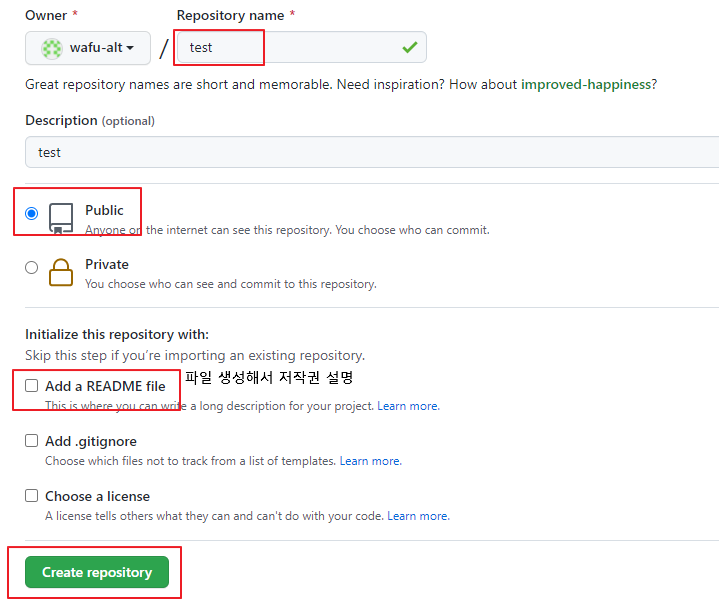 Owner * Repository name *
wafu-alt / test
Great repository names are short and memorable. Need inspiration? How about improved-happiness?
Description (optional)
test
Public
Anyone on the internet can see this repository. You choose who can commit.
Private
You choose who can see and commit to this repository.
Initialize this repository with:
Skip this step if you're importing an existing repository.
Add a README file 파일 생성해서 저작권 설명
This is where you can write a long description for your project. Learn more.
Add .gitignore
Choose which files not to track from a list of templates. Learn more.
Choose a license
A license tells others what they can and can't do with your code. Learn more.
Create repository